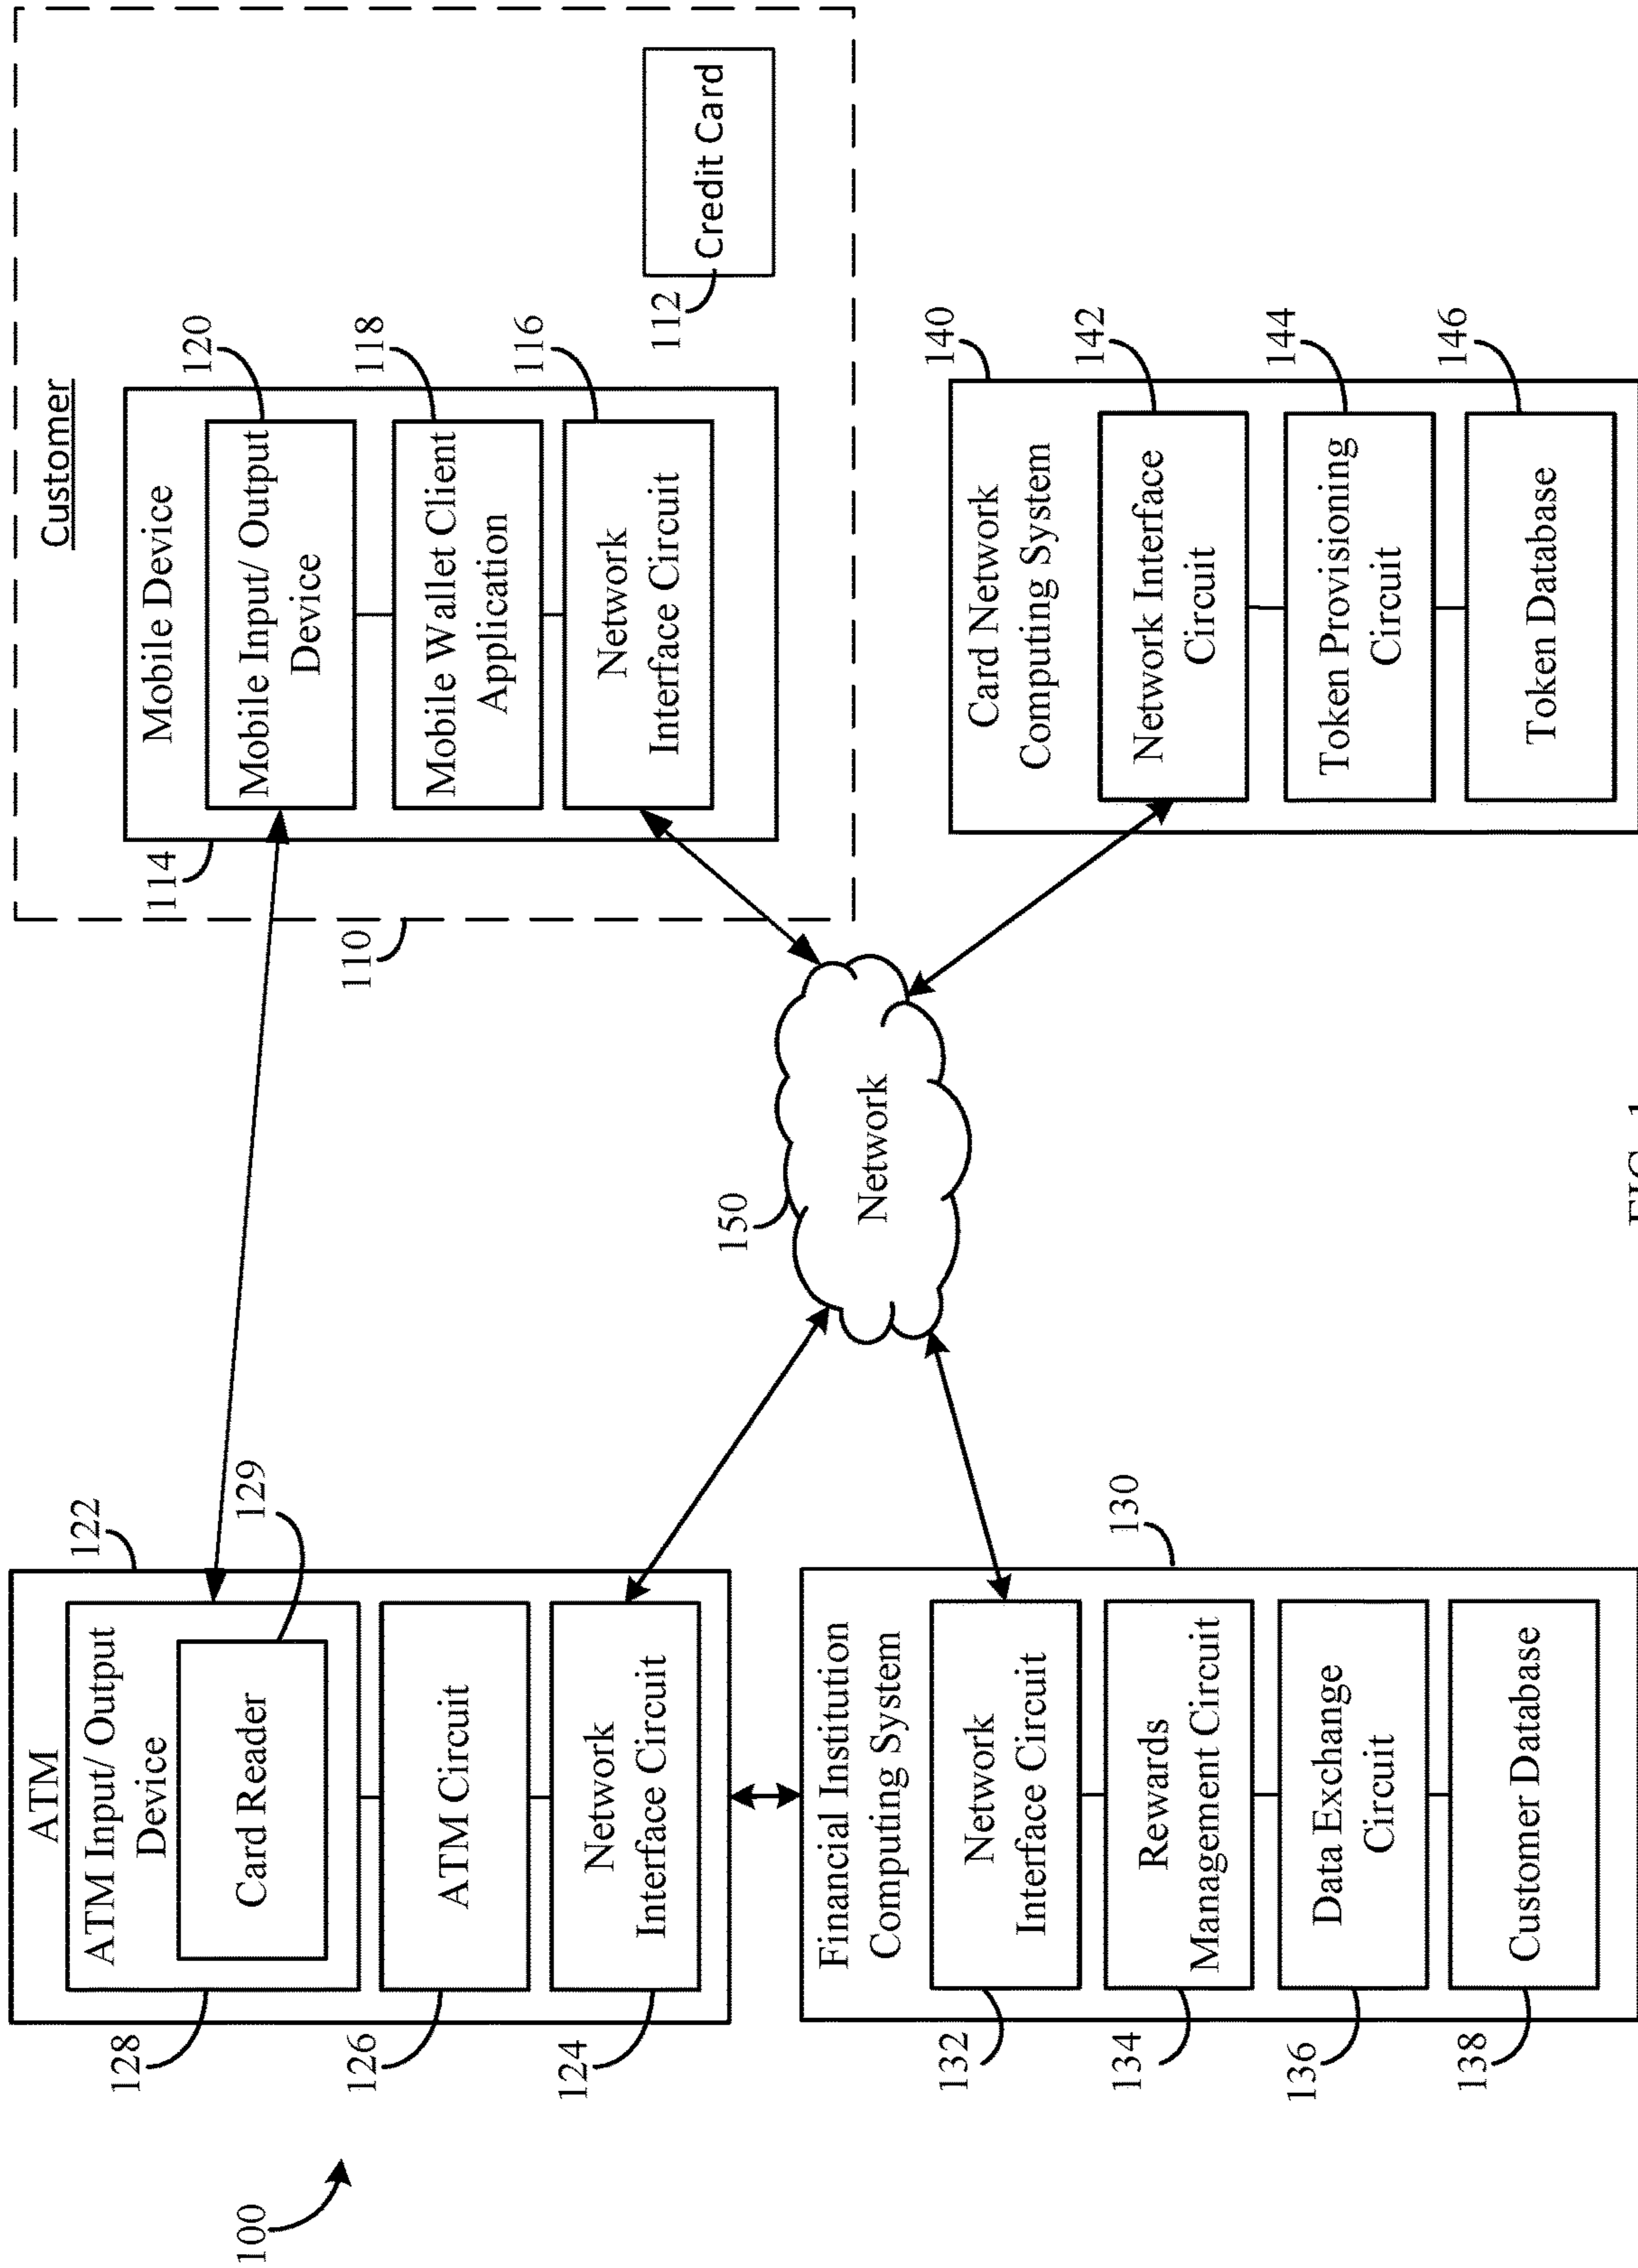 100
ATM
122
ATM Input/ Output
Device
Card Reader
129
128
ATM Circuit
126
Network
Interface Circuit
124
Customer
110
Mobile Device
114
Mobile Input/ Output
Device
120
Mobile Wallet Client
Application
118
Network
Interface Circuit
116
Credit Card
112
150
Network
Financial Institution
Computing System
130
Network
Interface Circuit
132
Rewards
Management Circuit
134
Data Exchange
Circuit
136
Customer Database
138
Card Network
Computing System
140
Network Interface
Circuit
142
Token Provisioning
Circuit
144
Token Database
146
FIG. 1